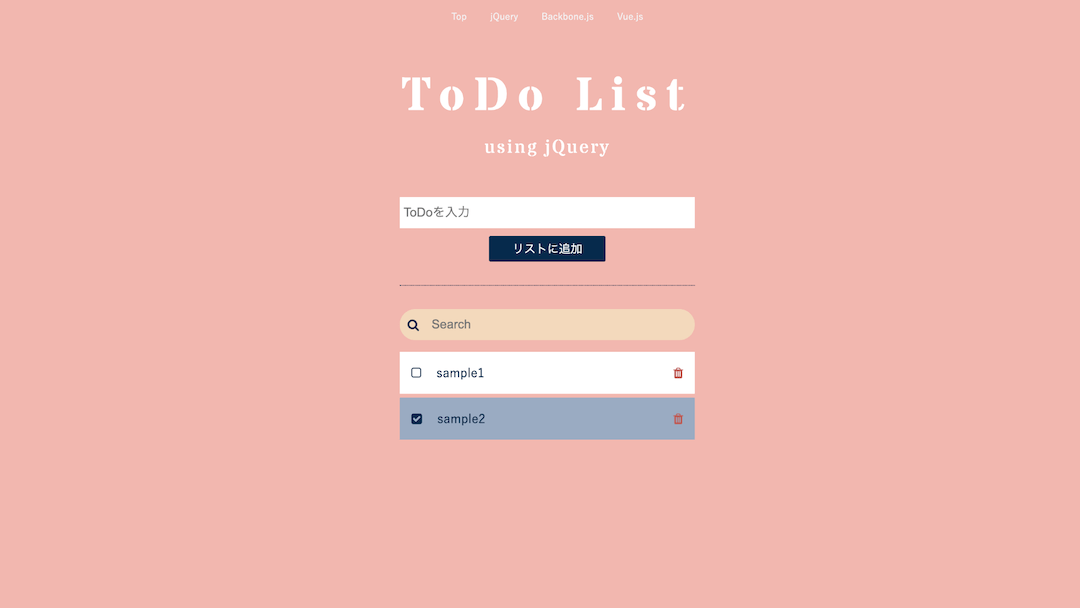 Top jQuery Backbone.js Vue.js
ToDo List
using jQuery
ToDoを入力
リストに追加
Search
sample1
sample2